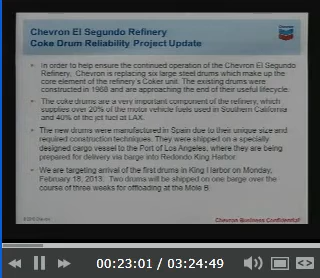 Chevron El Segundo Refinery
Coke Drum Reliability Project Update
• In order to help ensure the continued operation of the Chevron El Segundo
Refinery, Chevron is replacing six large steel drums which make up the
core element of the refinery's Coker unit. The existing drums were
constructed in 1968 and are approaching the end of their useful lifecycle.
• The coke drums are a very important component of the refinery, which
supplies over 20% of the motor vehicle fuels used in Southern California
and 40% of the jet fuel at LAX.
• The new drums were manufactured in Spain due to their unique size and
required construction techniques. They were shipped on a specially
designed cargo vessel to the Port of Los Angeles, where they are being
prepared for delivery via barge into Redondo King Harbor.
• We are targeting arrival of the first drums in King Harbor on Monday,
February 18, 2013. Two drums will be shipped on one barge over the
course of three weeks for offloading at the Mole B.
Chevron Business Confidential
00:23:01 / 03:24:49